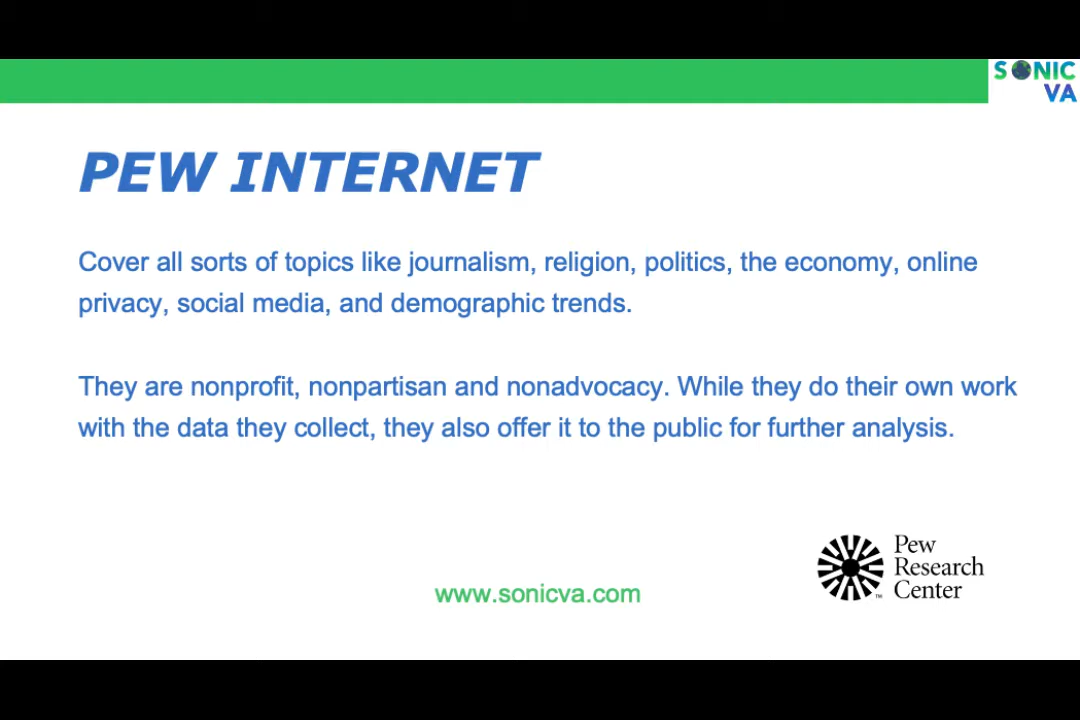 SONIC
VA
PEW INTERNET
Cover all sorts of topics like journalism, religion, politics, the economy, online
privacy, social media, and demographic trends.
They are nonprofit, nonpartisan and nonadvocacy. While they do their own work
with the data they collect, they also offer it to the public for further analysis.
Pew
Research
Center
TM
www.sonicva.com